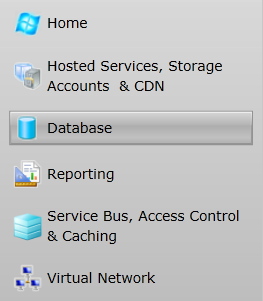 Home
Hosted Services, Storage
Accounts & CDN
Database
Reporting
Service Bus, Access Control
& Caching
Virtual Network